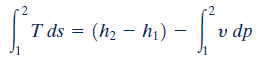 ∫₁² T ds = (h₂ − h₁) − ∫₁² υ dp